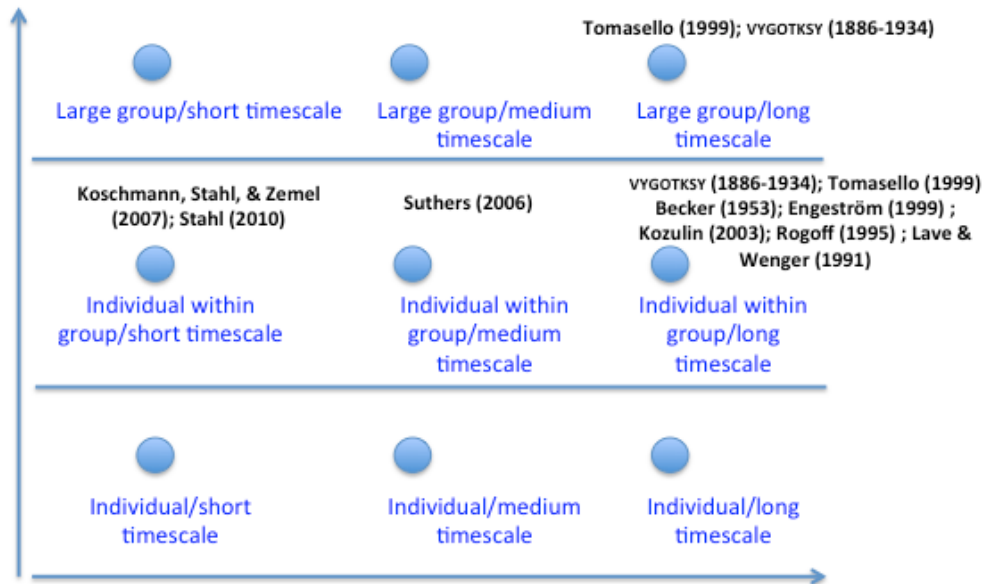 Tomasello (1999); VYGOTKSY (1886-1934)
Large group/short timescale
Large group/medium
timescale
Large group/long
timescale
Koschmann, Stahl, & Zemel
(2007); Stahl (2010)
Suthers (2006)
VYGOTKSY (1886-1934); Tomasello (1999)
Becker (1953); Engeström (1999) ;
Kozulin (2003); Rogoff (1995) ; Lave &
Wenger (1991)
Individual within
group/short timescale
Individual within
group/medium
timescale
Individual within
group/long
timescale
Individual/short
timescale
Individual/medium
timescale
Individual/long
timescale